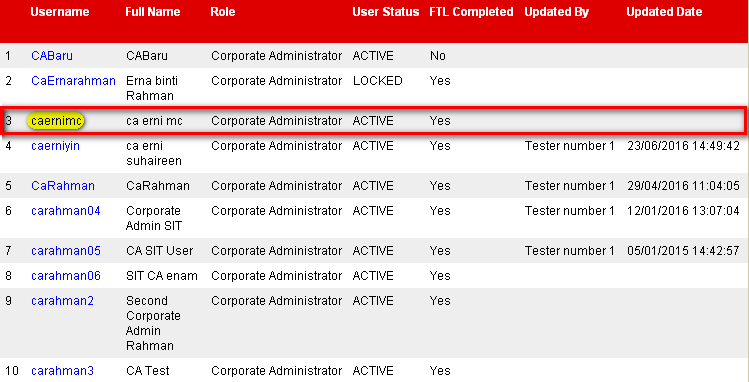 Username Full Name Role User Status FTL Completed Updated By Updated Date
1 CABaru CABaru Corporate Administrator ACTIVE No
2 CaErnarahman Erna binti Corporate Administrator LOCKED Yes
Rahman
3 caernimc ca erni mc Corporate Administrator ACTIVE Yes
4 caerniyin ca erni Corporate Administrator ACTIVE Yes Tester number 1 23/06/2016 14:49:42
suhaireen
5 CaRahman CaRahman Corporate Administrator ACTIVE Yes Tester number 1 29/04/2016 11:04:05
6 carahman04 Corporate Corporate Administrator ACTIVE Yes Tester number 1 12/01/2016 13:07:04
Admin SIT
7 carahman05 CA SIT User Corporate Administrator ACTIVE Yes Tester number 1 05/01/2015 14:42:57
8 carahman06 SIT CA enam Corporate Administrator ACTIVE Yes
9 carahman2 Second Corporate Administrator ACTIVE Yes
Corporate
Admin
Rahman
10 carahman3 CA Test Corporate Administrator ACTIVE Yes